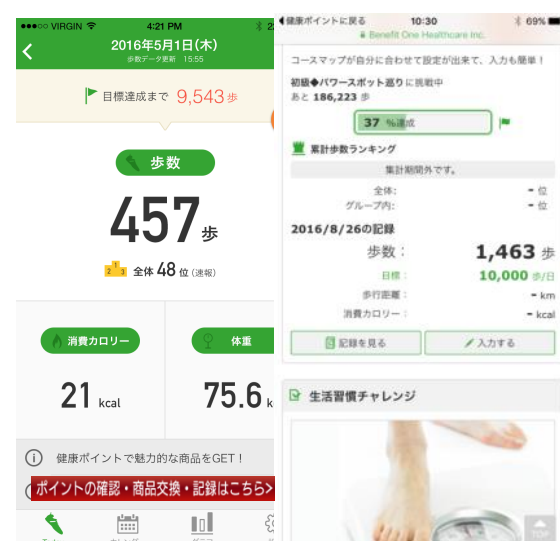 VIRGIN 4:21 PM
2016年5月1日(木)
歩数データ更新 15:55
目標達成まで 9,543 歩
歩数
457 歩
1 2 3 全体 48 位 (速報)
消費カロリー
体重
21 kcal
75.6
健康ポイントで魅力的な商品をGET！
ポイントの確認・商品交換・記録はこちら>
健康ポイントに戻る 10:30 69%
Benefit One Healthcare Inc.
コースマップが自分に合わせて設定が出来て、入力も簡単！
初級◆パワースポット巡りに挑戦中
あと 186,223 歩
37 %達成
累計歩数ランキング
集計期間外です。
全体: - 位
グループ内: - 位
2016/8/26の記録
歩数： 1,463 歩
目標： 10,000 歩/日
歩行距離： - km
消費カロリー： - kcal
記録を見る
入力する
生活習慣チャレンジ
TOP